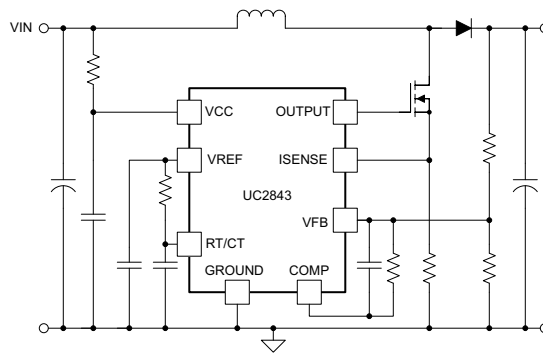 VIN
VCC
OUTPUT
VREF
ISENSE
UC2843
VFB
RT/CT
GROUND
COMP